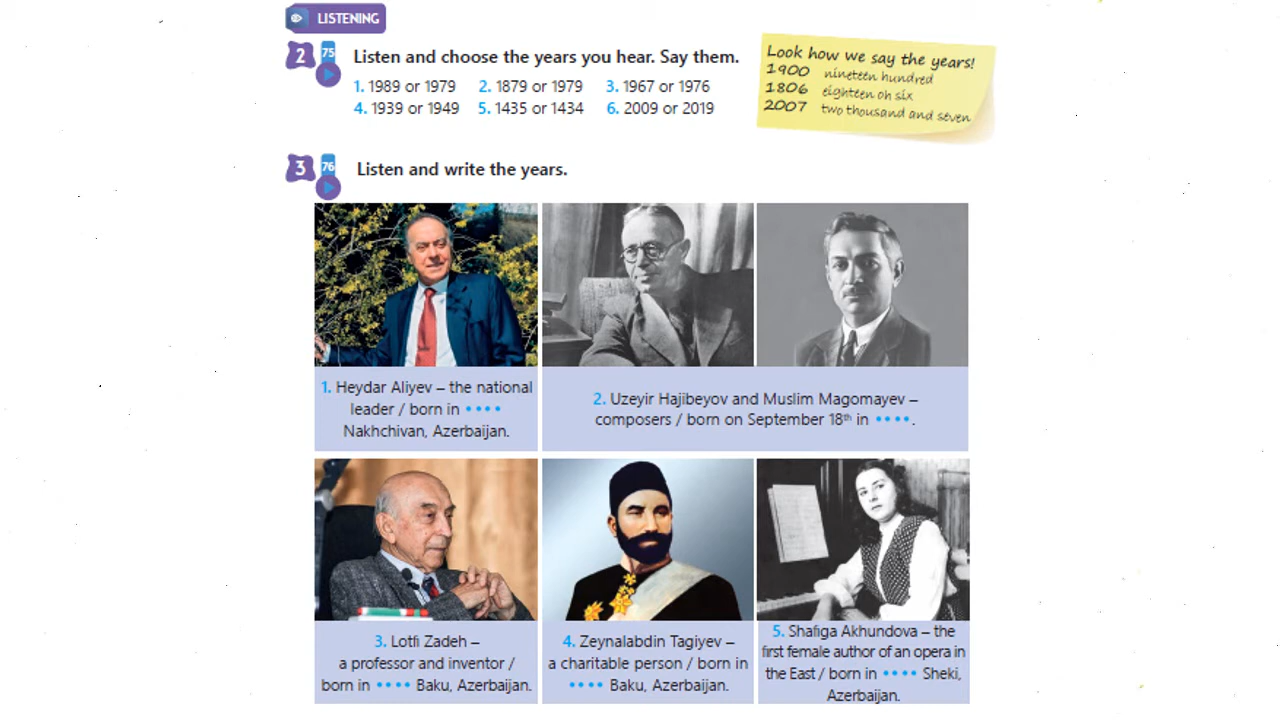 LISTENING
2 75 Listen and choose the years you hear. Say them.
1. 1989 or 1979 2. 1879 or 1979 3. 1967 or 1976
4. 1939 or 1949 5. 1435 or 1434 6. 2009 or 2019
Look how we say the years!
1900 nineteen hundred
1806 eighteen oh six
2007 two thousand and seven
3 76 Listen and write the years.
1. Heydar Aliyev – the national
leader / born in ••••
Nakhchivan, Azerbaijan.
2. Uzeyir Hajibeyov and Muslim Magomayev –
composers / born on September 18th in ••••.
3. Lotfi Zadeh –
a professor and inventor /
born in •••• Baku, Azerbaijan.
4. Zeynalabdin Tagiyev –
a charitable person / born in
•••• Baku, Azerbaijan.
5. Shafiga Akhundova – the
first female author of an opera in
the East / born in •••• Sheki,
Azerbaijan.